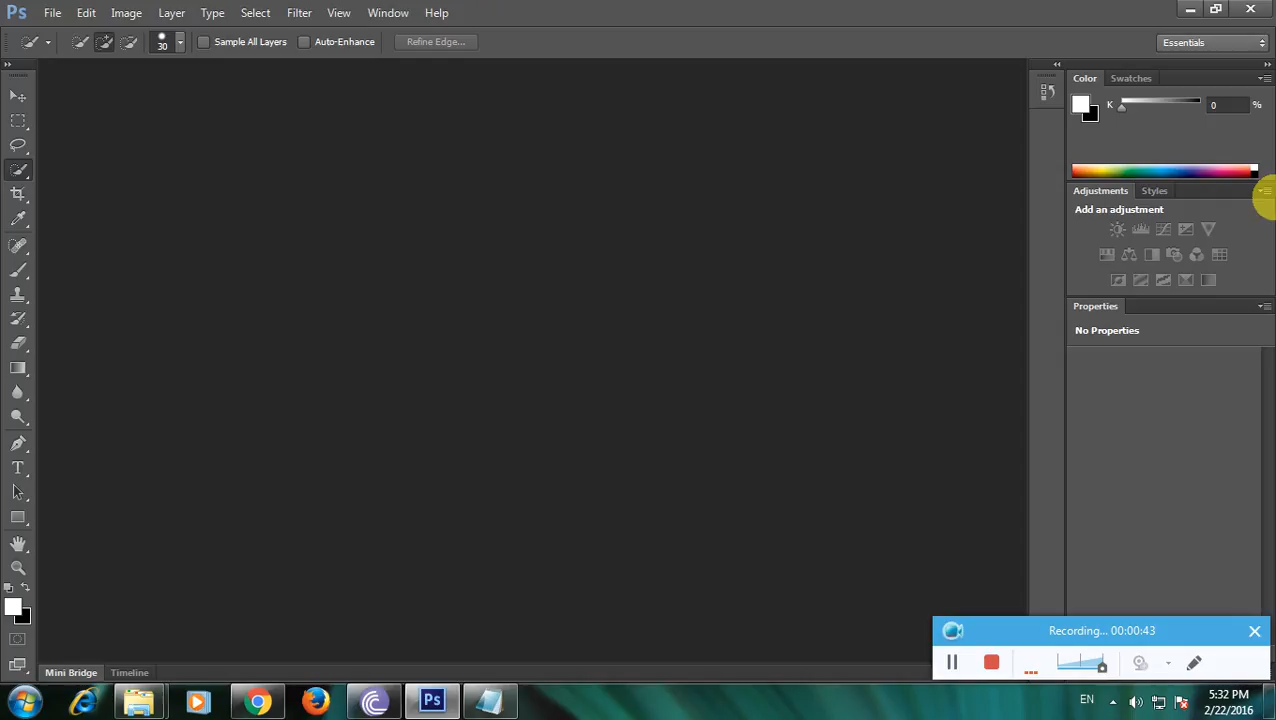 Ps File Edit Image Layer Type Select Filter View Window Help
30 Sample All Layers Auto-Enhance Refine Edge... Essentials
Color Swatches
K 0 %
Adjustments Styles
Add an adjustment
Properties
No Properties
T
Recording... 00:00:43
Mini Bridge Timeline
Ps EN 5:32 PM
2/22/2016